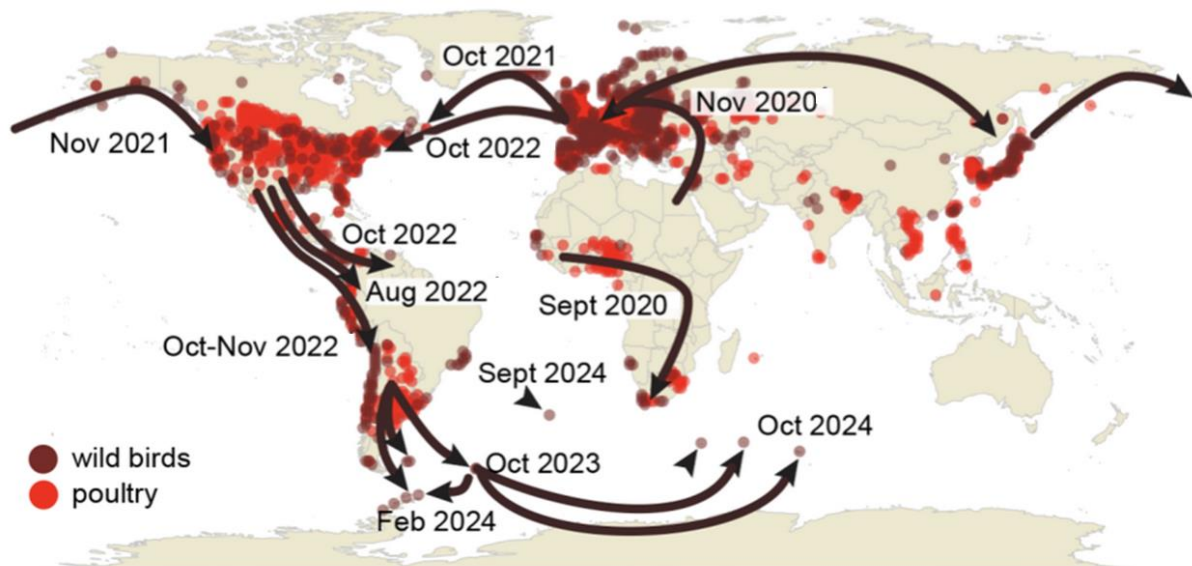 Oct 2021
Nov 2020
Nov 2021
Oct 2022
Oct 2022
Aug 2022
Sept 2020
Oct-Nov 2022
Sept 2024
Oct 2024
wild birds
Oct 2023
poultry
Feb 2024